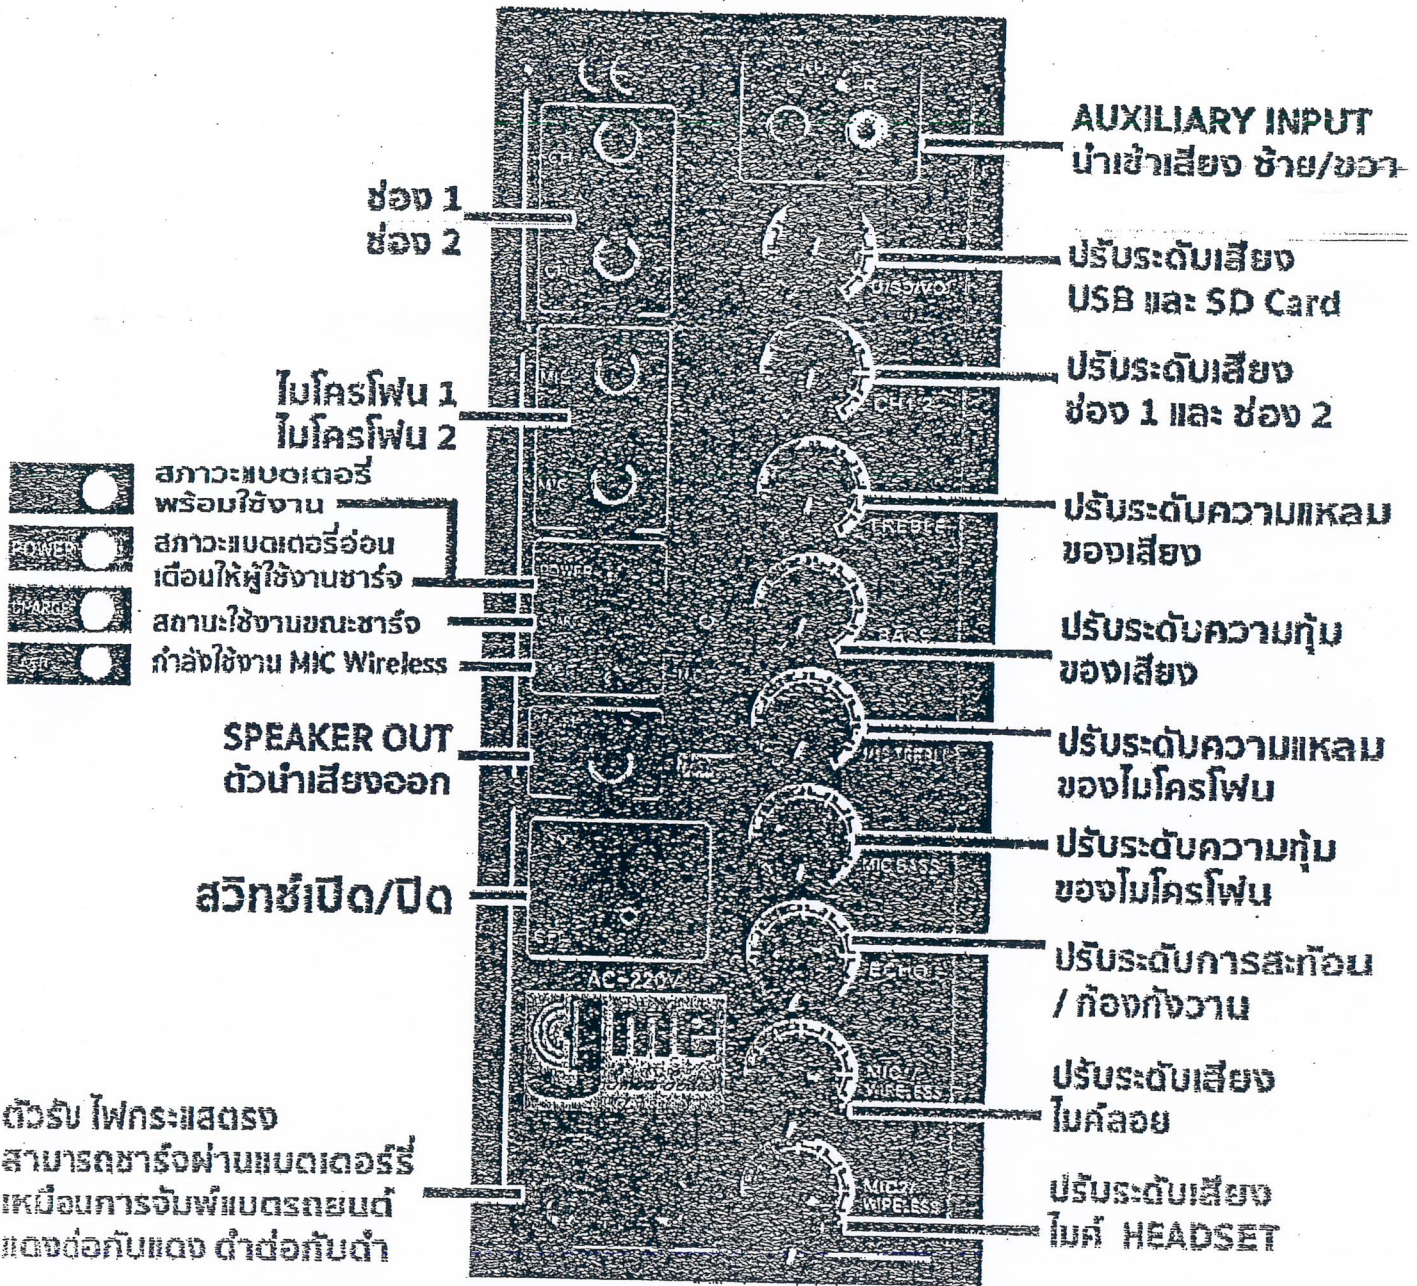 AUXILIARY INPUT
นำเข้าเสียง ซ้าย/ขวา
ช่อง 1
ช่อง 2
ปรับระดับเสียง
USB และ SD Card
ปรับระดับเสียง
ช่อง 1 และ ช่อง 2
ไมโครโฟน 1
ไมโครโฟน 2
สภาวะแบตเตอรี่
พร้อมใช้งาน
POWER
สภาวะแบตเตอรี่อ่อน
เตือนให้ผู้ใช้งานชาร์จ
CHARGE
สถานะใช้งานขณะชาร์จ
กำลังใช้งาน MIC Wireless
SPEAKER OUT
ตัวนำเสียงออก
สวิทช์เปิด/ปิด
ตัวรับ ไฟกระแสตรง
สามารถชาร์จผ่านแบตเตอร์รี่
เหมือนการจั้มพ์แบตรถยนต์
แดงต่อกับแดง ดำต่อกับดำ
CE
U/SD/VOL
TREBLE
BASS
MIC BASS
ECHO
MIC1/
WIRELESS
MIC2/
WIRELESS
MIC
POWER
OFF
AC-220V
ปรับระดับความแหลม
ของเสียง
ปรับระดับความทุ้ม
ของเสียง
ปรับระดับความแหลม
ของไมโครโฟน
ปรับระดับความทุ้ม
ของไมโครโฟน
ปรับระดับการสะท้อน
/ ก้องกังวาน
ปรับระดับเสียง
ไมค์ลอย
ปรับระดับเสียง
ไมค์ HEADSET